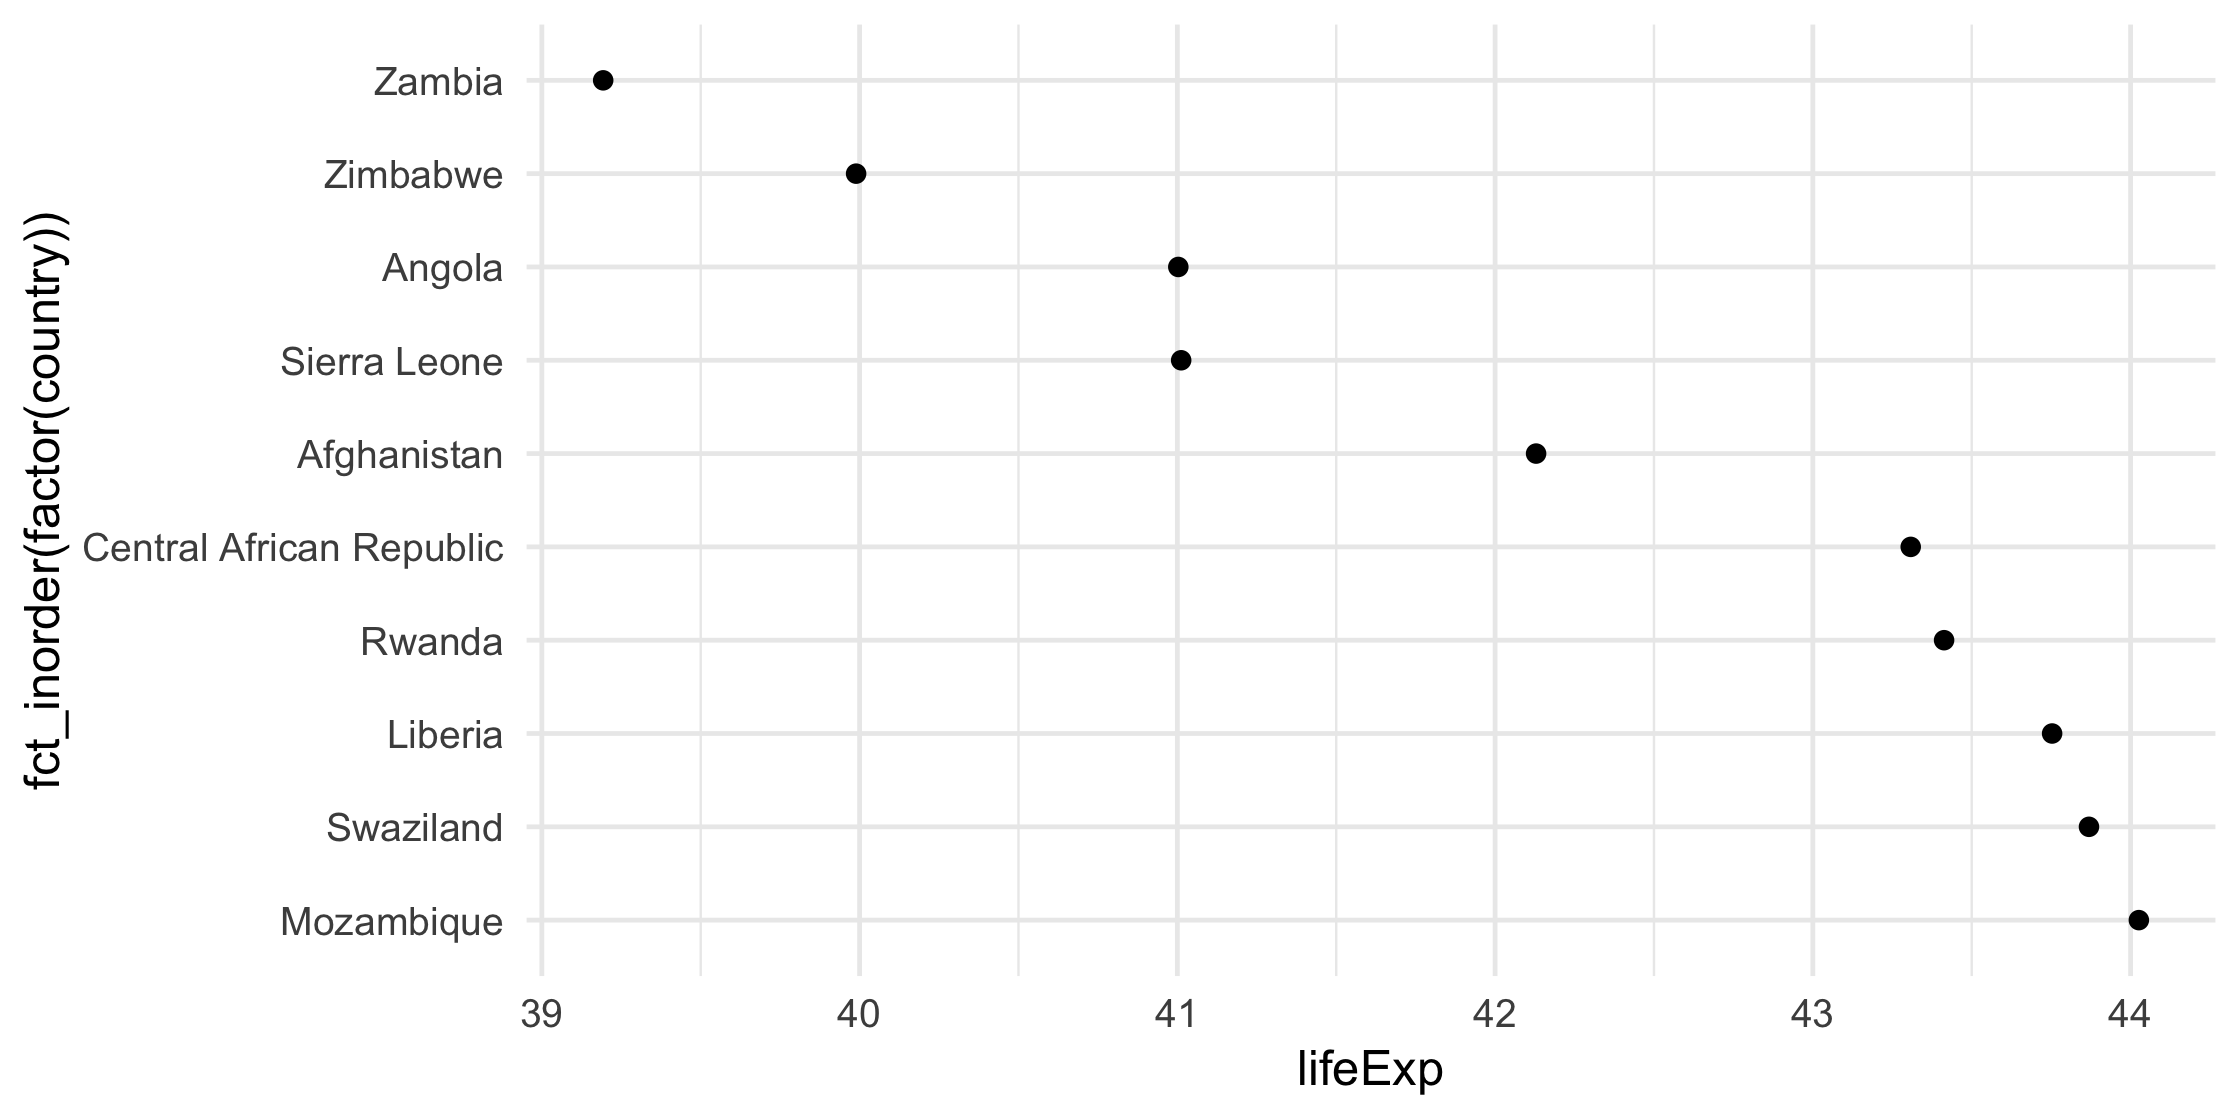 fct_inorder(factor(country))
Zambia
Zimbabwe
Angola
Sierra Leone
Afghanistan
Central African Republic
Rwanda
Liberia
Swaziland
Mozambique
39 40 41 42 43 44
lifeExp